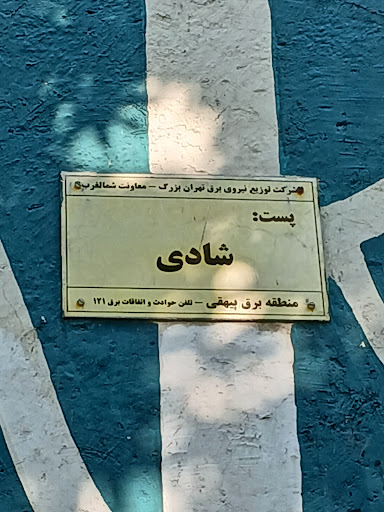 شرکت توزیع نیروی برق تهران بزرگ – معاونت شمالغرب
پست:
شادی
منطقه برق بیهقی – تلفن حوادث و اتفاقات برق ۱۲۱